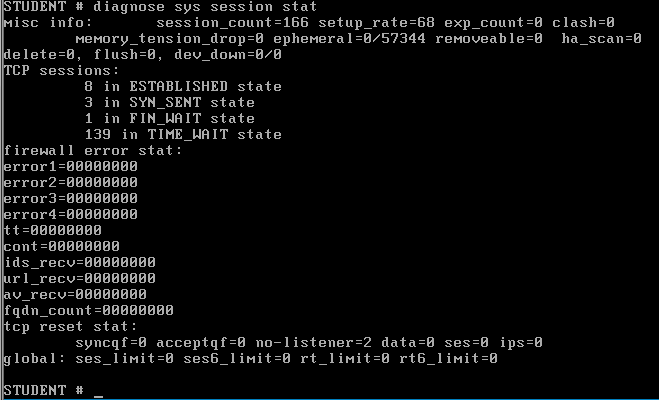 STUDENT # diagnose sys session stat
misc info:       session_count=166 setup_rate=68 exp_count=0 clash=0
        memory_tension_drop=0 ephemeral=0/57344 removeable=0  ha_scan=0
delete=0, flush=0, dev_down=0/0
TCP sessions:
         8 in ESTABLISHED state
         3 in SYN_SENT state
         1 in FIN_WAIT state
         139 in TIME_WAIT state
firewall error stat:
error1=00000000
error2=00000000
error3=00000000
error4=00000000
tt=00000000
cont=00000000
ids_recv=00000000
url_recv=00000000
av_recv=00000000
fqdn_count=00000000
tcp reset stat:
        syncqf=0 acceptqf=0 no-listener=2 data=0 ses=0 ips=0
global: ses_limit=0 ses6_limit=0 rt_limit=0 rt6_limit=0
STUDENT # _